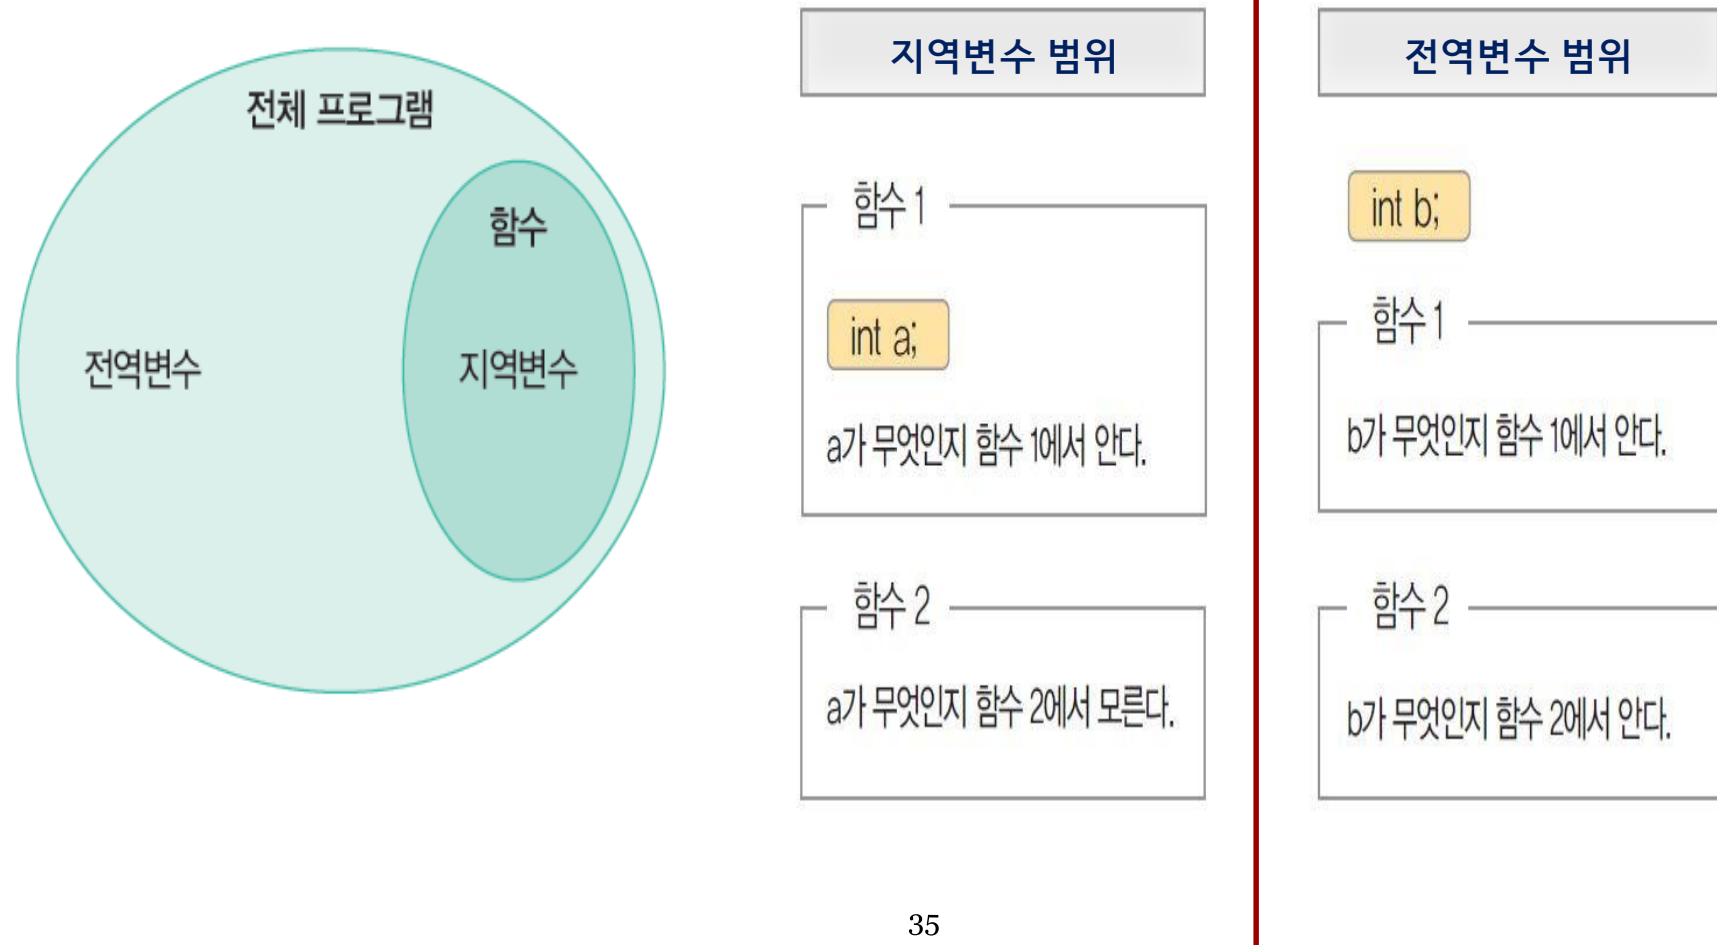 전체 프로그램
함수
전역변수
지역변수
지역변수 범위
함수 1
int a;
a가 무엇인지 함수 1에서 안다.
함수 2
a가 무엇인지 함수 2에서 모른다.
전역변수 범위
int b;
함수 1
b가 무엇인지 함수 1에서 안다.
함수 2
b가 무엇인지 함수 2에서 안다.
35